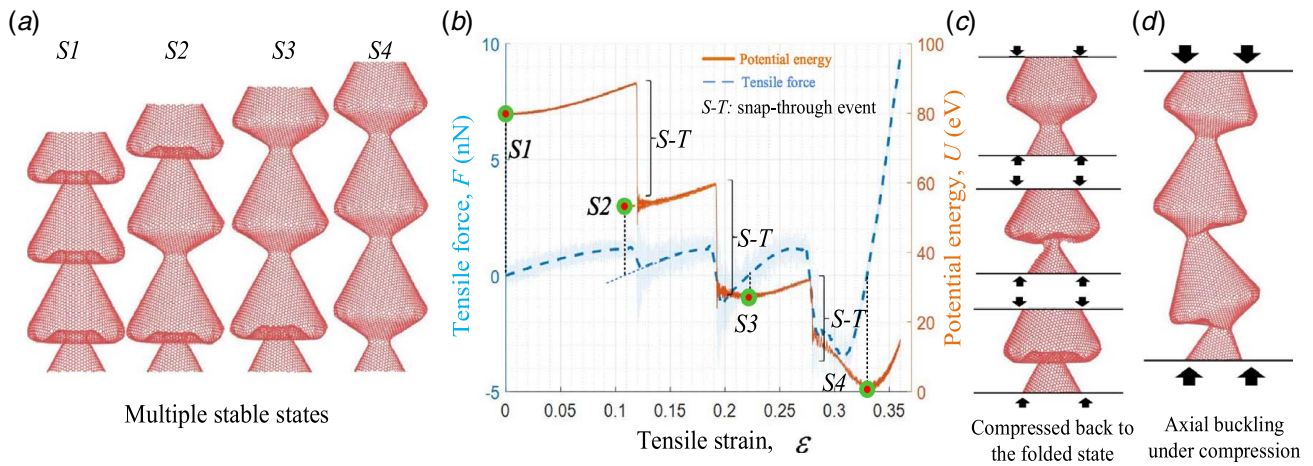 (a)
S1 S2 S3 S4
Multiple stable states
(b)
Tensile force, F (nN)
10
5
0
-5
Potential energy
Tensile force
S-T: snap-through event
S1
S-T
S2
S-T
S3
S-T
S4
0 0.05 0.1 0.15 0.2 0.25 0.3 0.35
Tensile strain, ε
100
80
60
40
20
0
Potential energy, U (eV)
(c)
Compressed back to
the folded state
(d)
Axial buckling
under compression